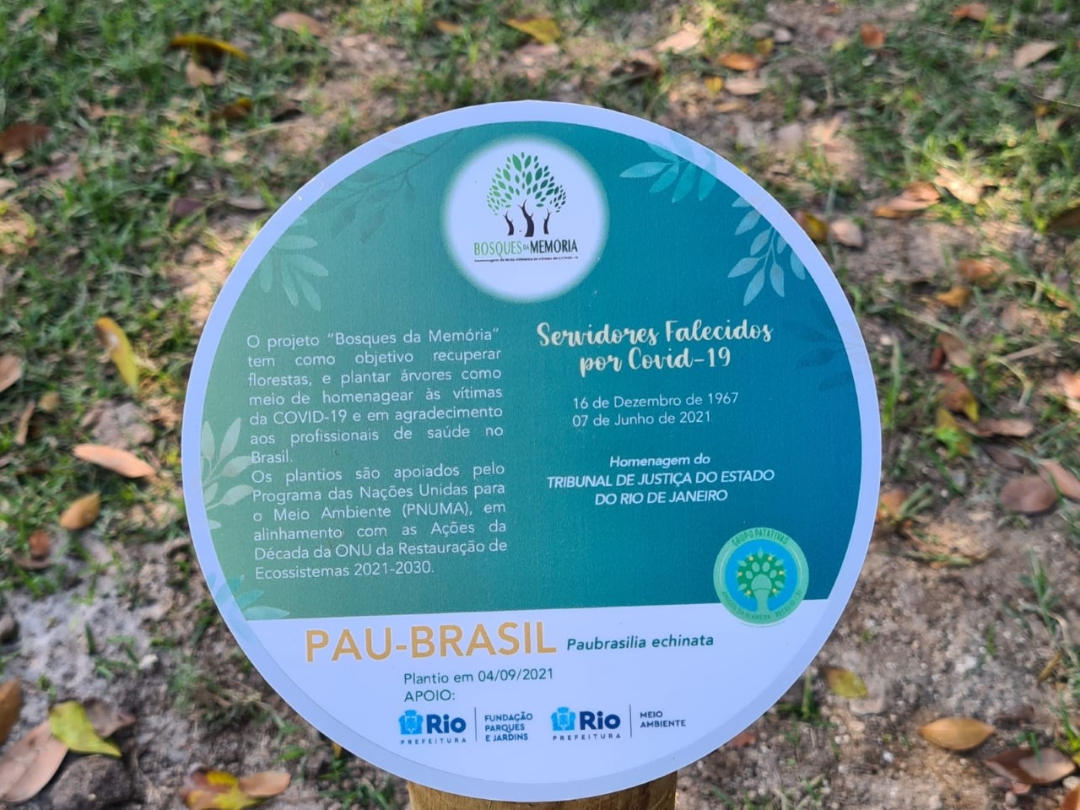 BOSQUES DA MEMÓRIA
O projeto "Bosques da Memória"
tem como objetivo recuperar
florestas, e plantar árvores como
meio de homenagear às vítimas
da COVID-19 e em agradecimento
aos profissionais de saúde no
Brasil.
Os plantios são apoiados pelo
Programa das Nações Unidas para
o Meio Ambiente (PNUMA), em
alinhamento com as Ações da
Década da ONU da Restauração de
Ecossistemas 2021-2030.
Servidores Falecidos
por Covid-19
16 de Dezembro de 1967
07 de Junho de 2021
Homenagem do
TRIBUNAL DE JUSTIÇA DO ESTADO
DO RIO DE JANEIRO
GRUPO PATATIVAS
PAU-BRASIL Paubrasilia echinata
Plantio em 04/09/2021
APOIO:
Rio
PREFEITURA
FUNDAÇÃO
PARQUES
E JARDINS
Rio
PREFEITURA
MEIO
AMBIENTE